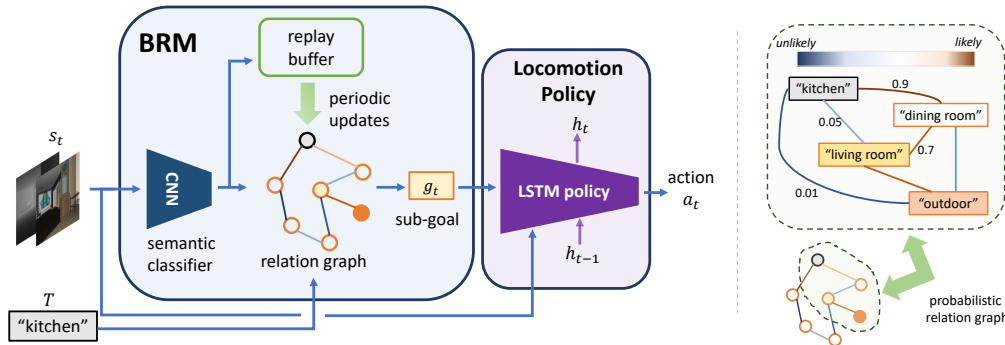 BRM
replay
buffer
periodic
updates
s_t
CNN
semantic
classifier
relation graph
g_t
sub-goal
T
"kitchen"
Locomotion
Policy
h_t
LSTM policy
h_{t-1}
action
a_t
unlikely
likely
"kitchen"
0.9
"dining room"
0.05
"living room"
0.7
0.01
"outdoor"
probabilistic
relation graph